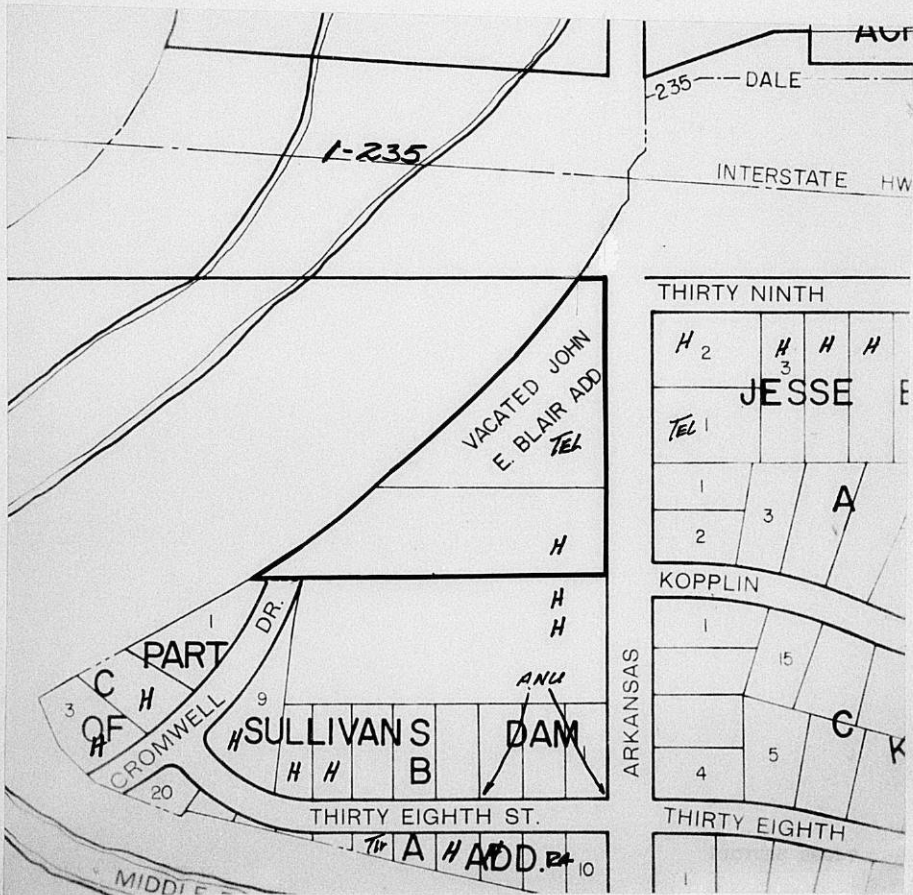 ACR
235
DALE
I-235
INTERSTATE HW
THIRTY NINTH
VACATED JOHN
E. BLAIR ADD
TEL
H 2
H
3
H
H
JESSE
TEL 1
1
3
A
2
H
KOPPLIN
H
H
1
DR.
1
PART
C
H
3
OF
H
CROMWELL
9
H
SULLIVANS
DAM
B
H
H
ANU
1
ARKANSAS
15
C
K
5
4
20
THIRTY EIGHTH ST.
THIRTY EIGHTH
A
H
ADD.
10
1
MIDDLE